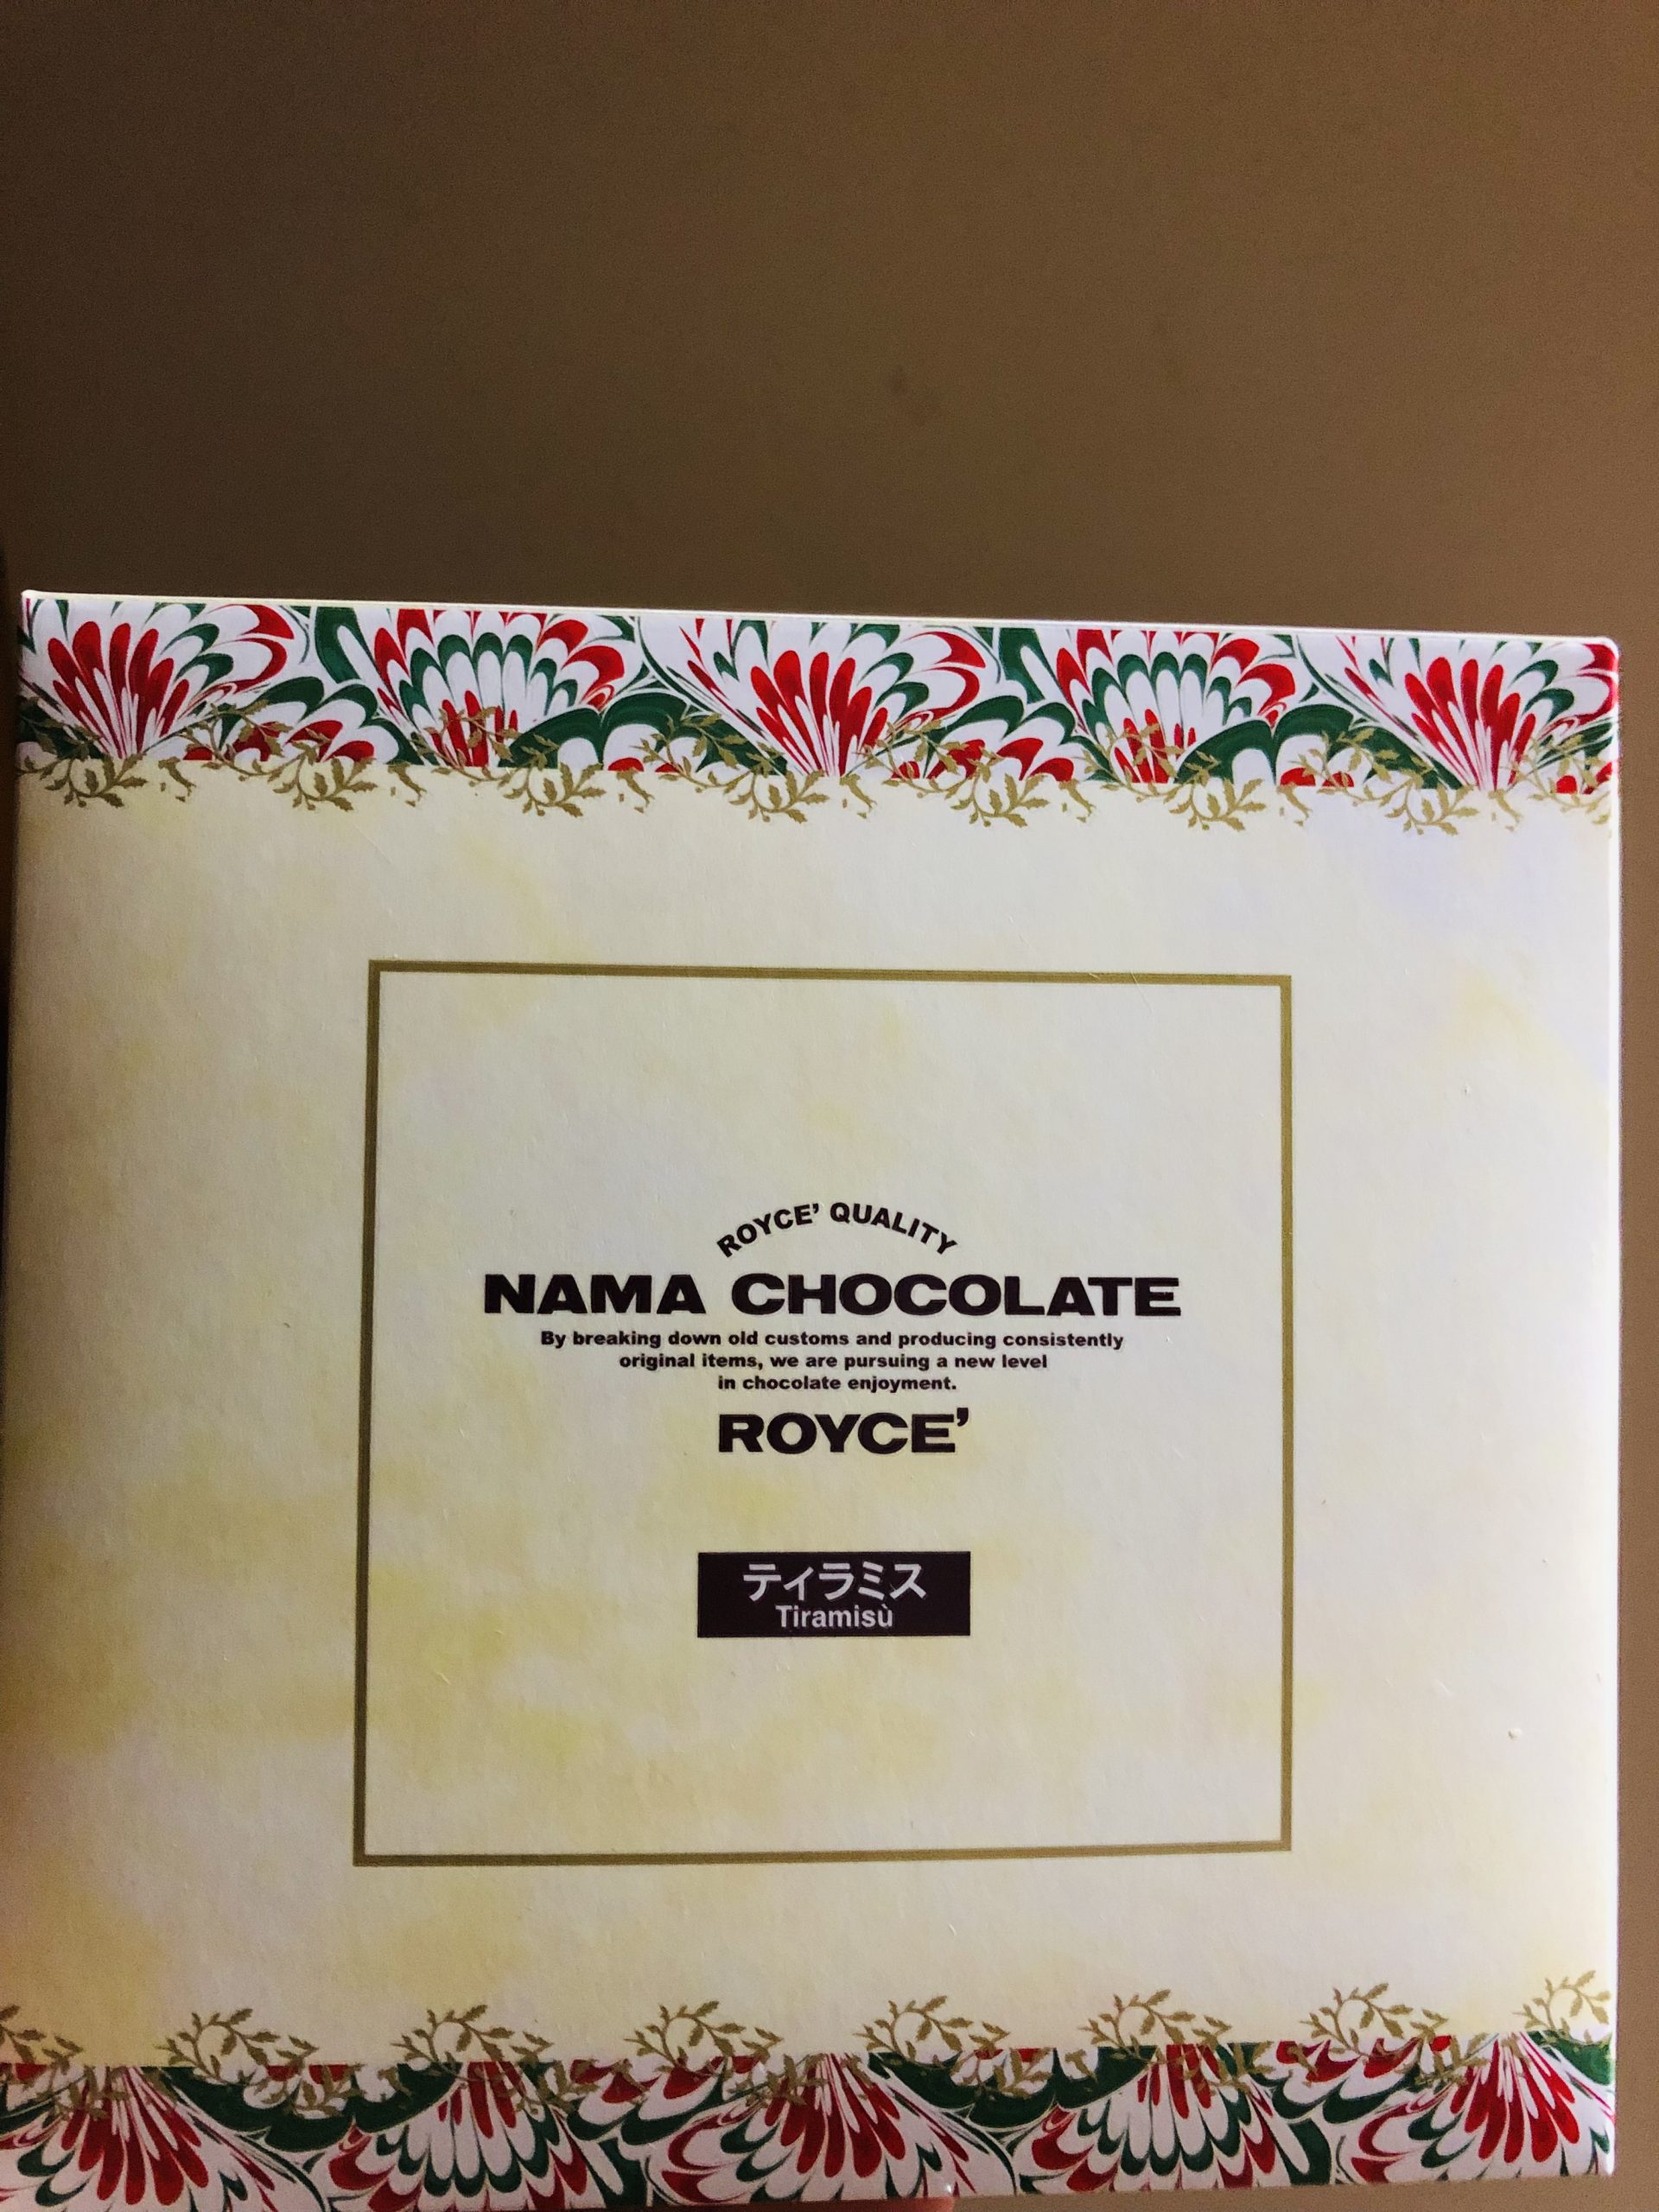 ROYCE’ QUALITY
NAMA CHOCOLATE
By breaking down old customs and producing consistently
original items, we are pursuing a new level
in chocolate enjoyment.
ROYCE’
ティラミス
Tiramisù